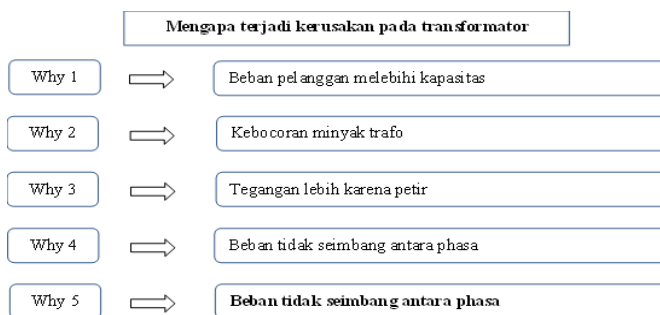 Mengapa terjadi kerusakan pada transformator
Why 1
Beban pelanggan melebihi kapasitas
Why 2
Kebocoran minyak trafo
Why 3
Tegangan lebih karena petir
Why 4
Beban tidak seimbang antara phasa
Why 5
Beban tidak seimbang antara phasa